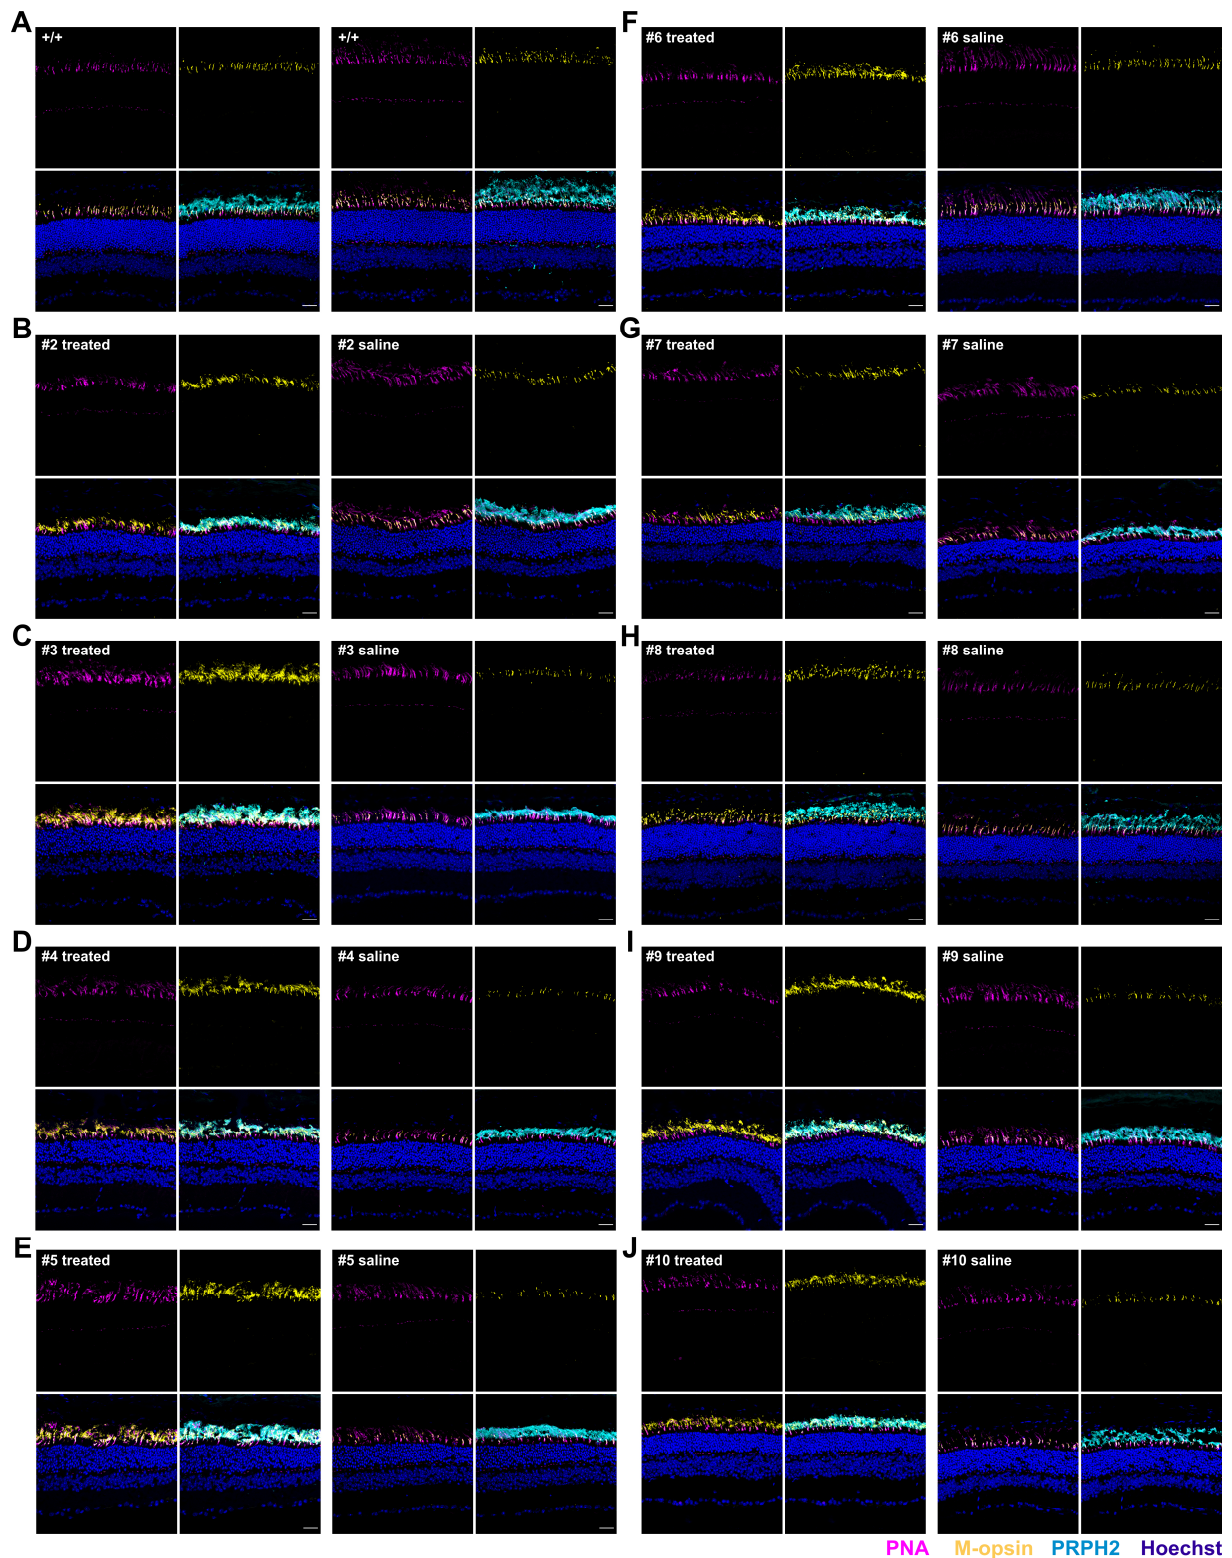 A
+/+
+/+
F
#6 treated
#6 saline
B
#2 treated
#2 saline
G
#7 treated
#7 saline
C
#3 treated
#3 saline
H
#8 treated
#8 saline
D
#4 treated
#4 saline
I
#9 treated
#9 saline
E
#5 treated
#5 saline
J
#10 treated
#10 saline
PNA M-opsin PRPH2 Hoechst